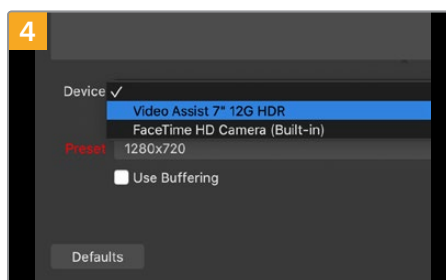 4
Device ✓
Video Assist 7" 12G HDR
FaceTime HD Camera (Built-in)
Preset 1280x720
Use Buffering
Defaults